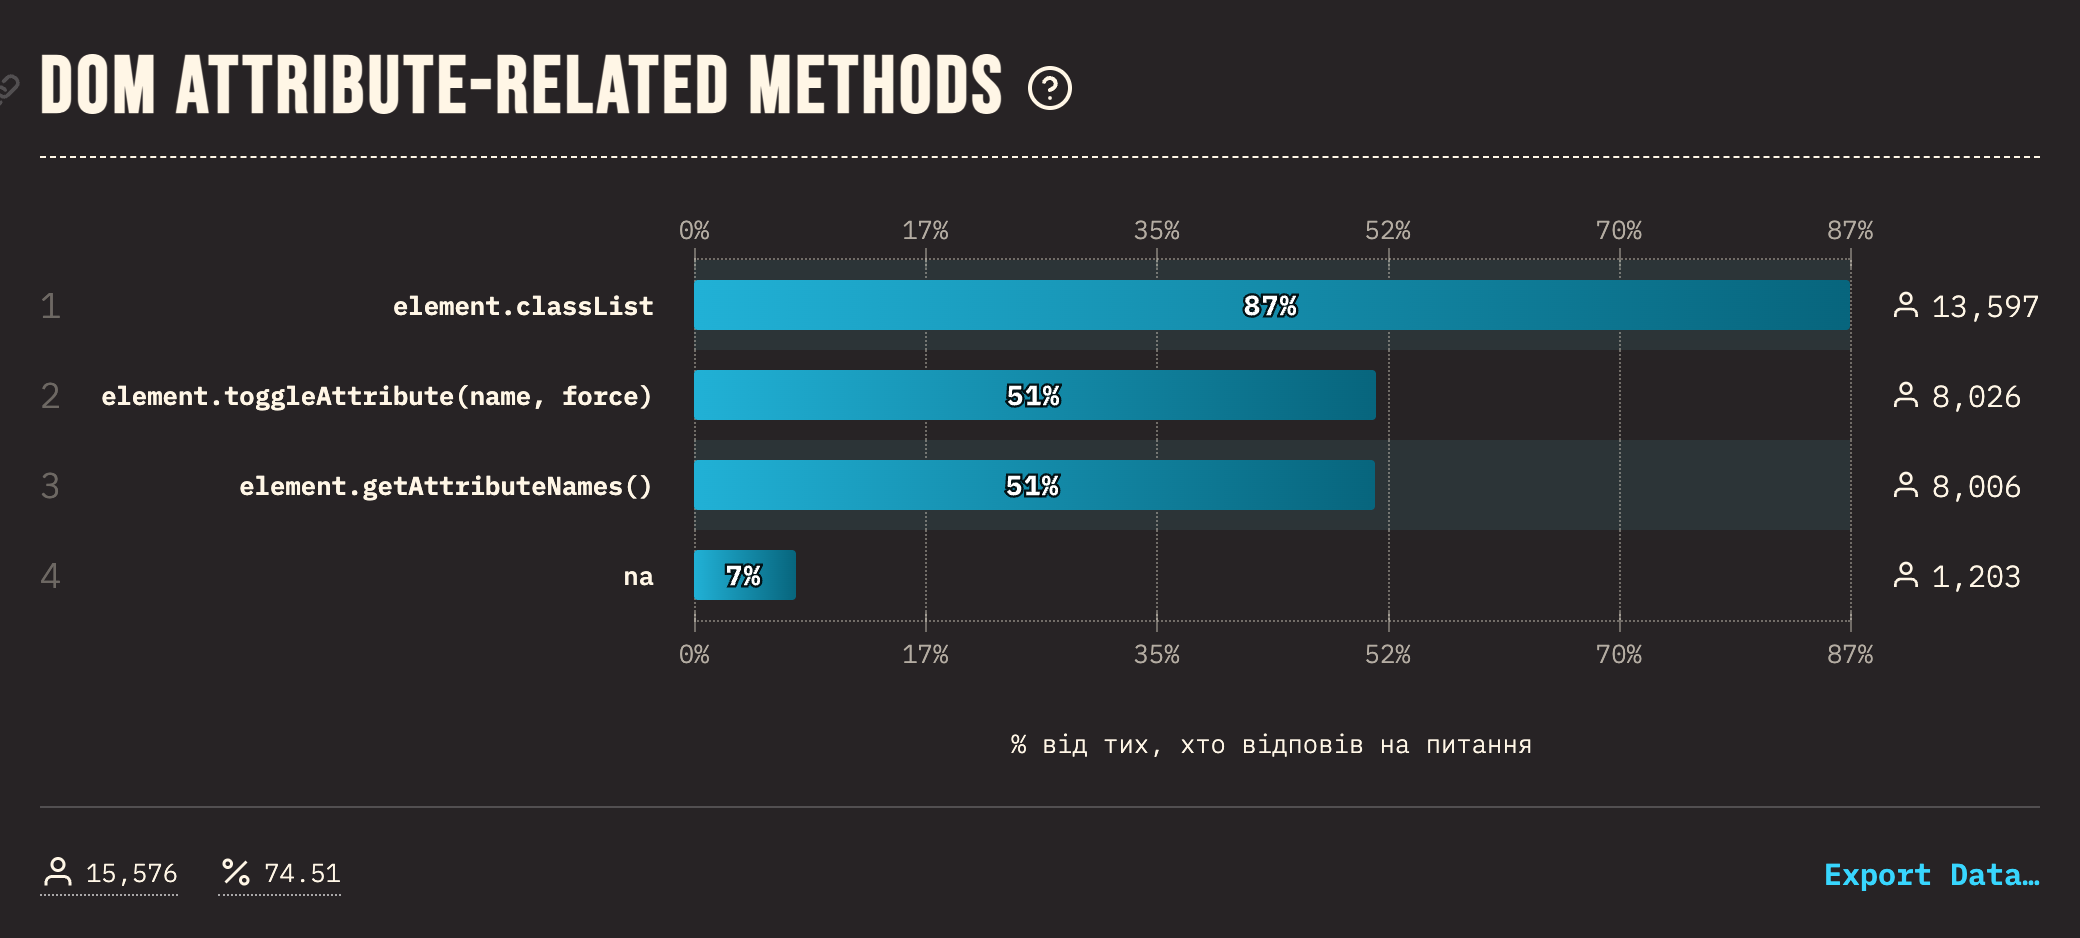 DOM ATTRIBUTE-RELATED METHODS ?
0% 17% 35% 52% 70% 87%
1 element.classList 87% 13,597
2 element.toggleAttribute(name, force) 51% 8,026
3 element.getAttributeNames() 51% 8,006
4 na 7% 1,203
0% 17% 35% 52% 70% 87%
% від тих, хто відповів на питання
15,576 % 74.51 Export Data…